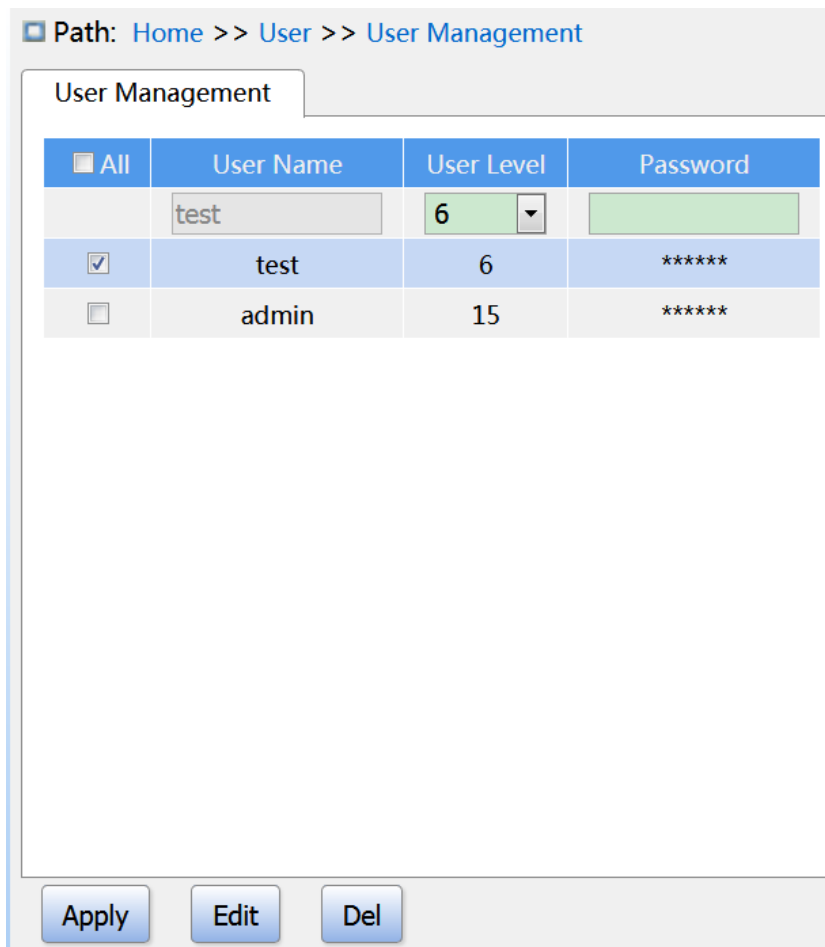 Path: Home >> User >> User Management
User Management
All User Name User Level Password
test 6
test 6 ******
admin 15 ******
Apply Edit Del